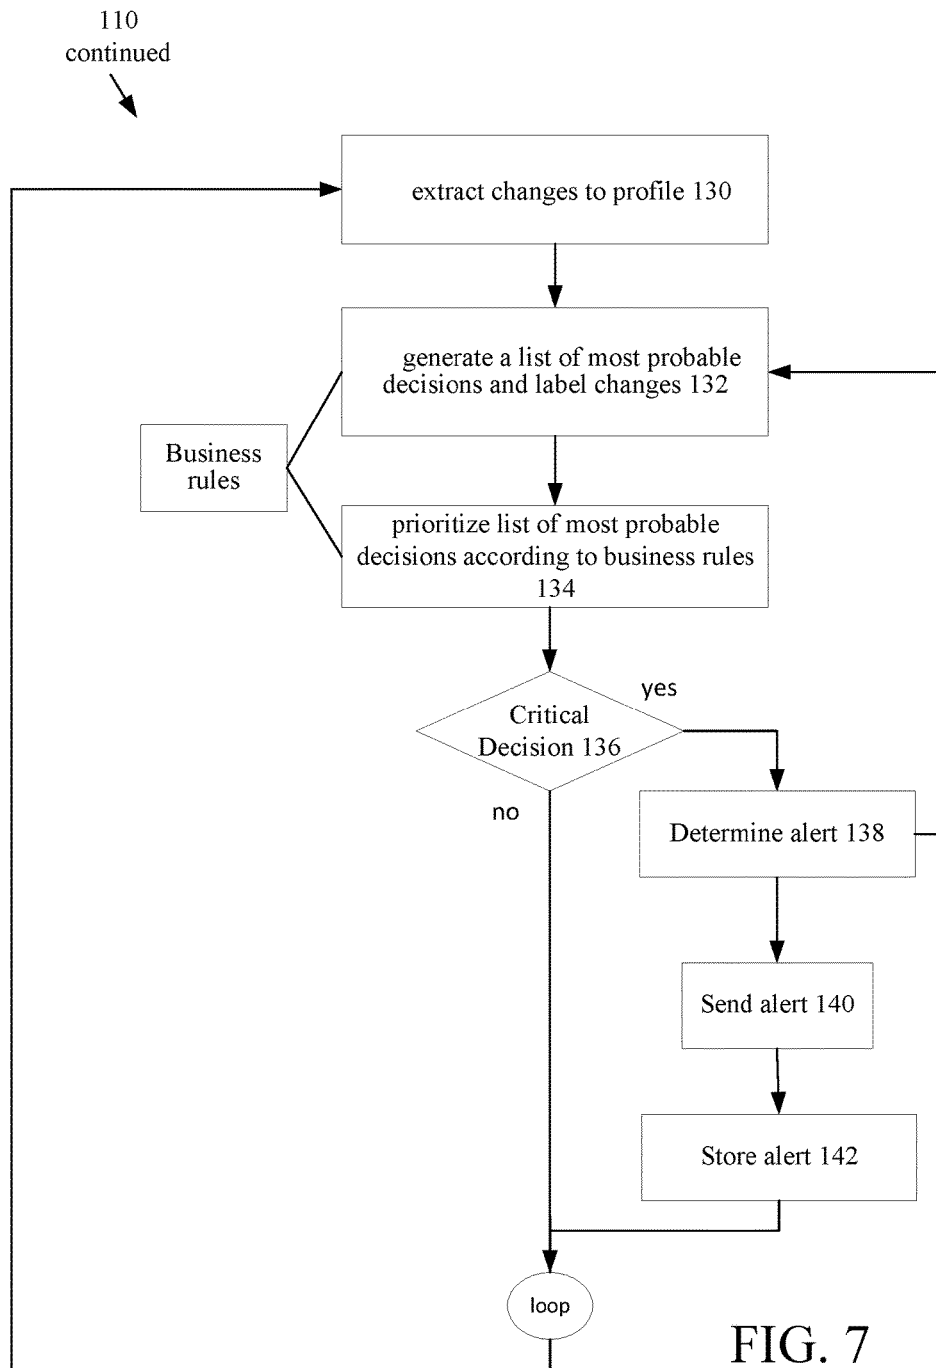 110
continued
extract changes to profile 130
generate a list of most probable
decisions and label changes 132
Business
rules
prioritize list of most probable
decisions according to business rules
134
yes
Critical
Decision 136
no
Determine alert 138
Send alert 140
Store alert 142
loop
FIG. 7